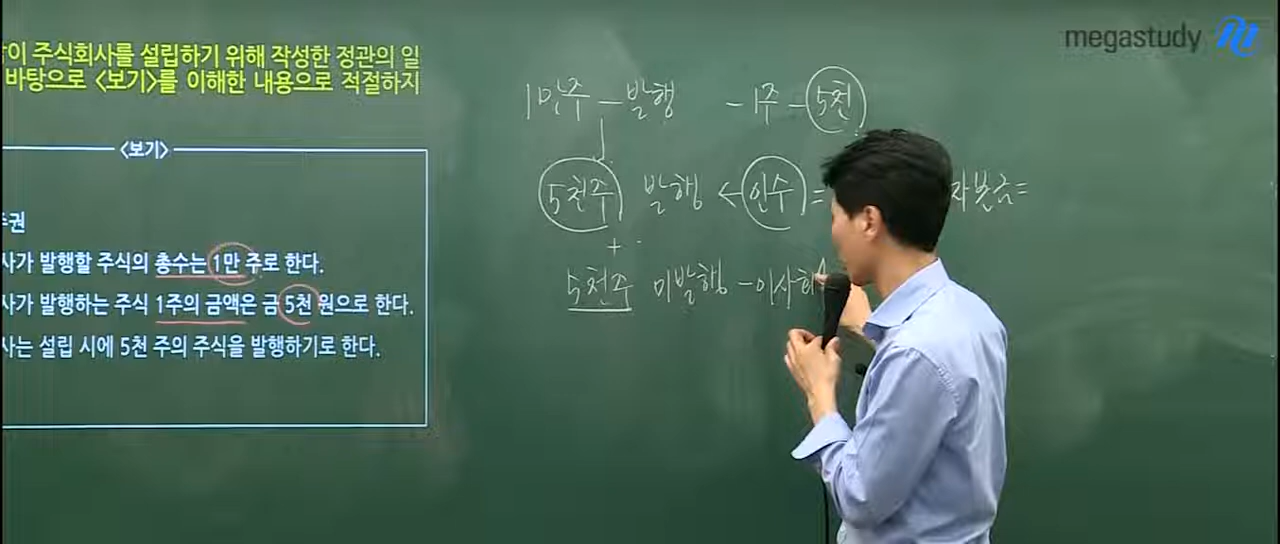 megastudy
이 주식회사를 설립하기 위해 작성한 정관의 일
바탕으로 <보기>를 이해한 내용으로 적절하지
<보기>
주권
사가 발행할 주식의 총수는 1만 주로 한다.
사가 발행하는 주식 1주의 금액은 금 5천 원으로 한다.
사는 설립 시에 5천 주의 주식을 발행하기로 한다.
1만주 - 발행 - 1주 - 5천
5천주 발행 ← 인수 = 자본금 =
+
5천주 미발행 - 이사회